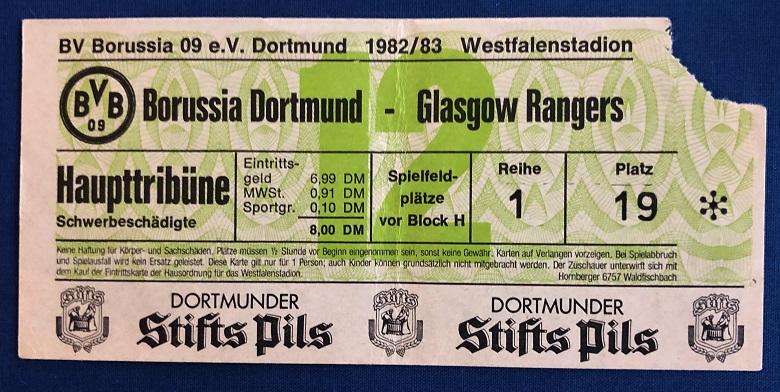 BV Borussia 09 e.V. Dortmund 1982/83 Westfalenstadion
12
BVB
09
Borussia Dortmund - Glasgow Rangers
Haupttribüne
Schwerbeschädigte
Eintritts-
geld 6,99 DM
MWSt. 0,91 DM
Sportgr. 0,10 DM
8,00 DM
Spielfeld-
plätze
vor Block H
Reihe
1
Platz
19 *
Keine Haftung für Körper- und Sachschäden. Plätze müssen ½ Stunde vor Beginn eingenommen sein, sonst keine Gewähr. Karten auf Verlangen vorzeigen. Bei Spielabbruch
und Spielausfall wird kein Ersatz geleistet. Diese Karte gilt nur für 1 Person; auch Kinder können grundsätzlich nicht mitgebracht werden. Der Zuschauer unterwirft sich mit
dem Kauf der Eintrittskarte der Hausordnung für das Westfalenstadion. Homberger 6757 Waldfischbach
Stifts DORTMUNDER Stifts DORTMUNDER Stifts
Stifts Pils Stifts Pils